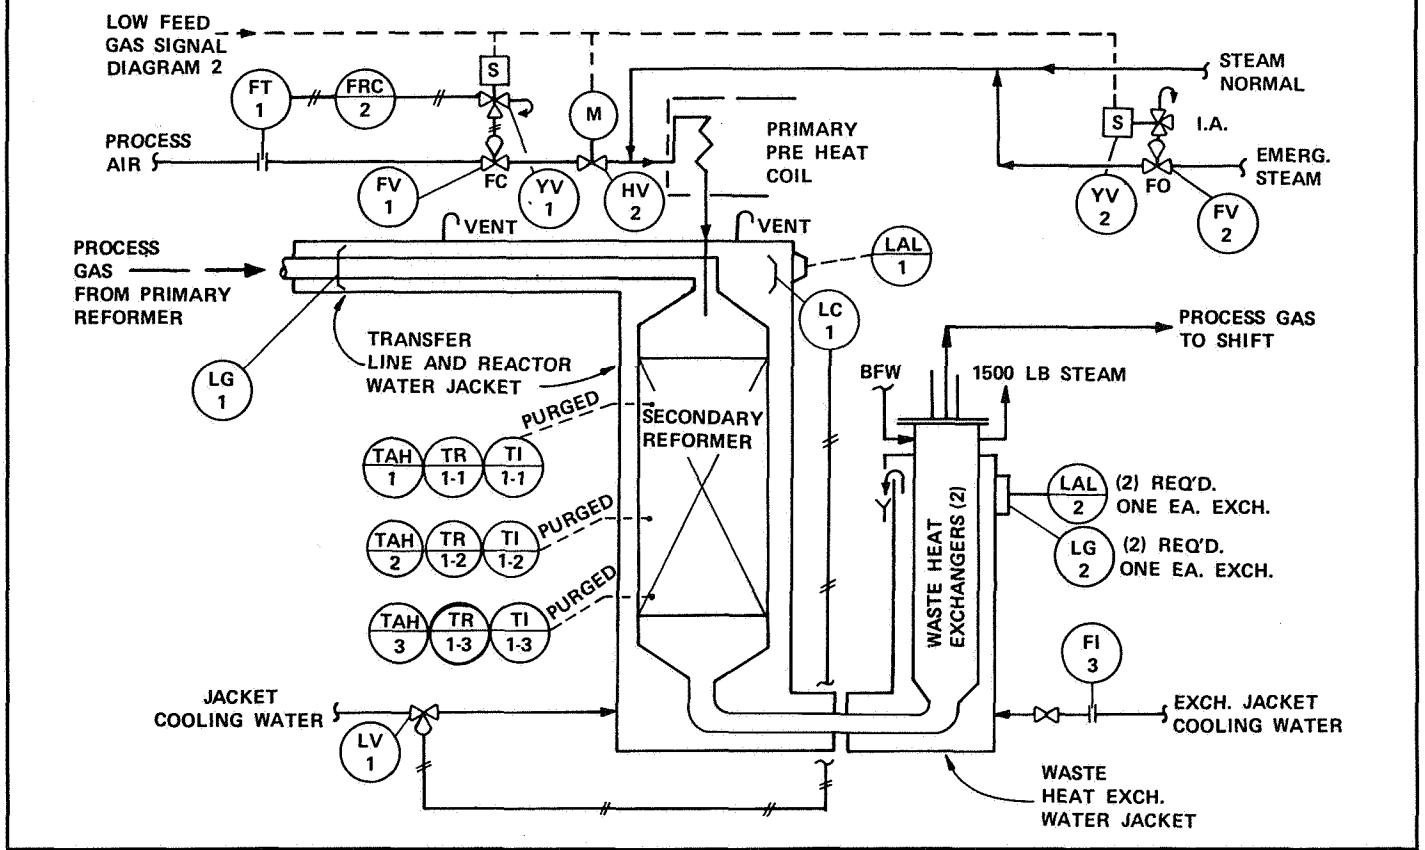 LOW FEED
GAS SIGNAL
DIAGRAM 2
S
FT
1
FRC
2
M
STEAM
NORMAL
S
I.A.
PROCESS
AIR
PRIMARY
PRE HEAT
COIL
EMERG.
STEAM
FV
1
FC
YV
1
HV
2
FO
YV
2
FV
2
VENT
VENT
PROCESS
GAS
FROM PRIMARY
REFORMER
LAL
1
LC
1
PROCESS GAS
TO SHIFT
TRANSFER
LINE AND REACTOR
WATER JACKET
LG
1
BFW
1500 LB STEAM
PURGED
SECONDARY
REFORMER
TAH
1
TR
1-1
TI
1-1
LAL
2
(2) REQ'D.
ONE EA. EXCH.
PURGED
TAH
2
TR
1-2
TI
1-2
WASTE HEAT
EXCHANGERS (2)
LG
2
(2) REQ'D.
ONE EA. EXCH.
PURGED
TAH
3
TR
1-3
TI
1-3
FI
3
JACKET
COOLING WATER
EXCH. JACKET
COOLING WATER
LV
1
WASTE
HEAT EXCH.
WATER JACKET